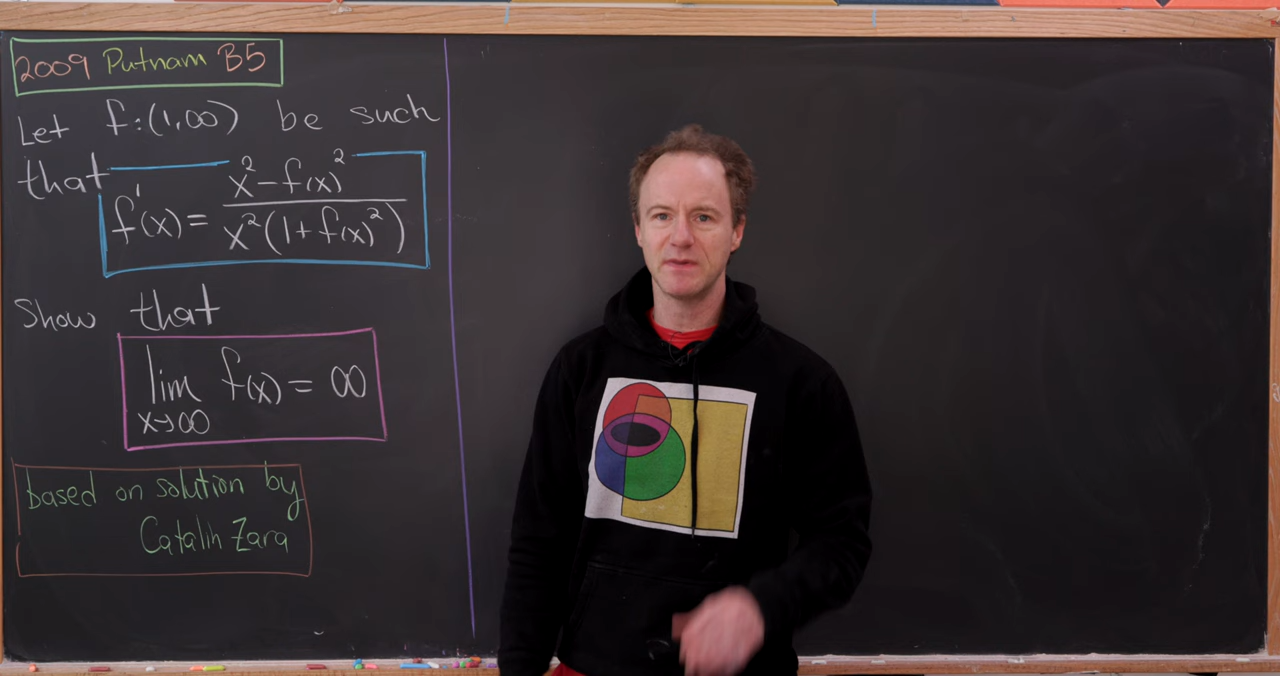 2009 Putnam B5
Let f:(1,∞) be such
that
f'(x) = x²-f(x)² / x²(1+f(x)²)
Show that
lim f(x) = ∞
x→∞
based on solution by
Catalin Zara